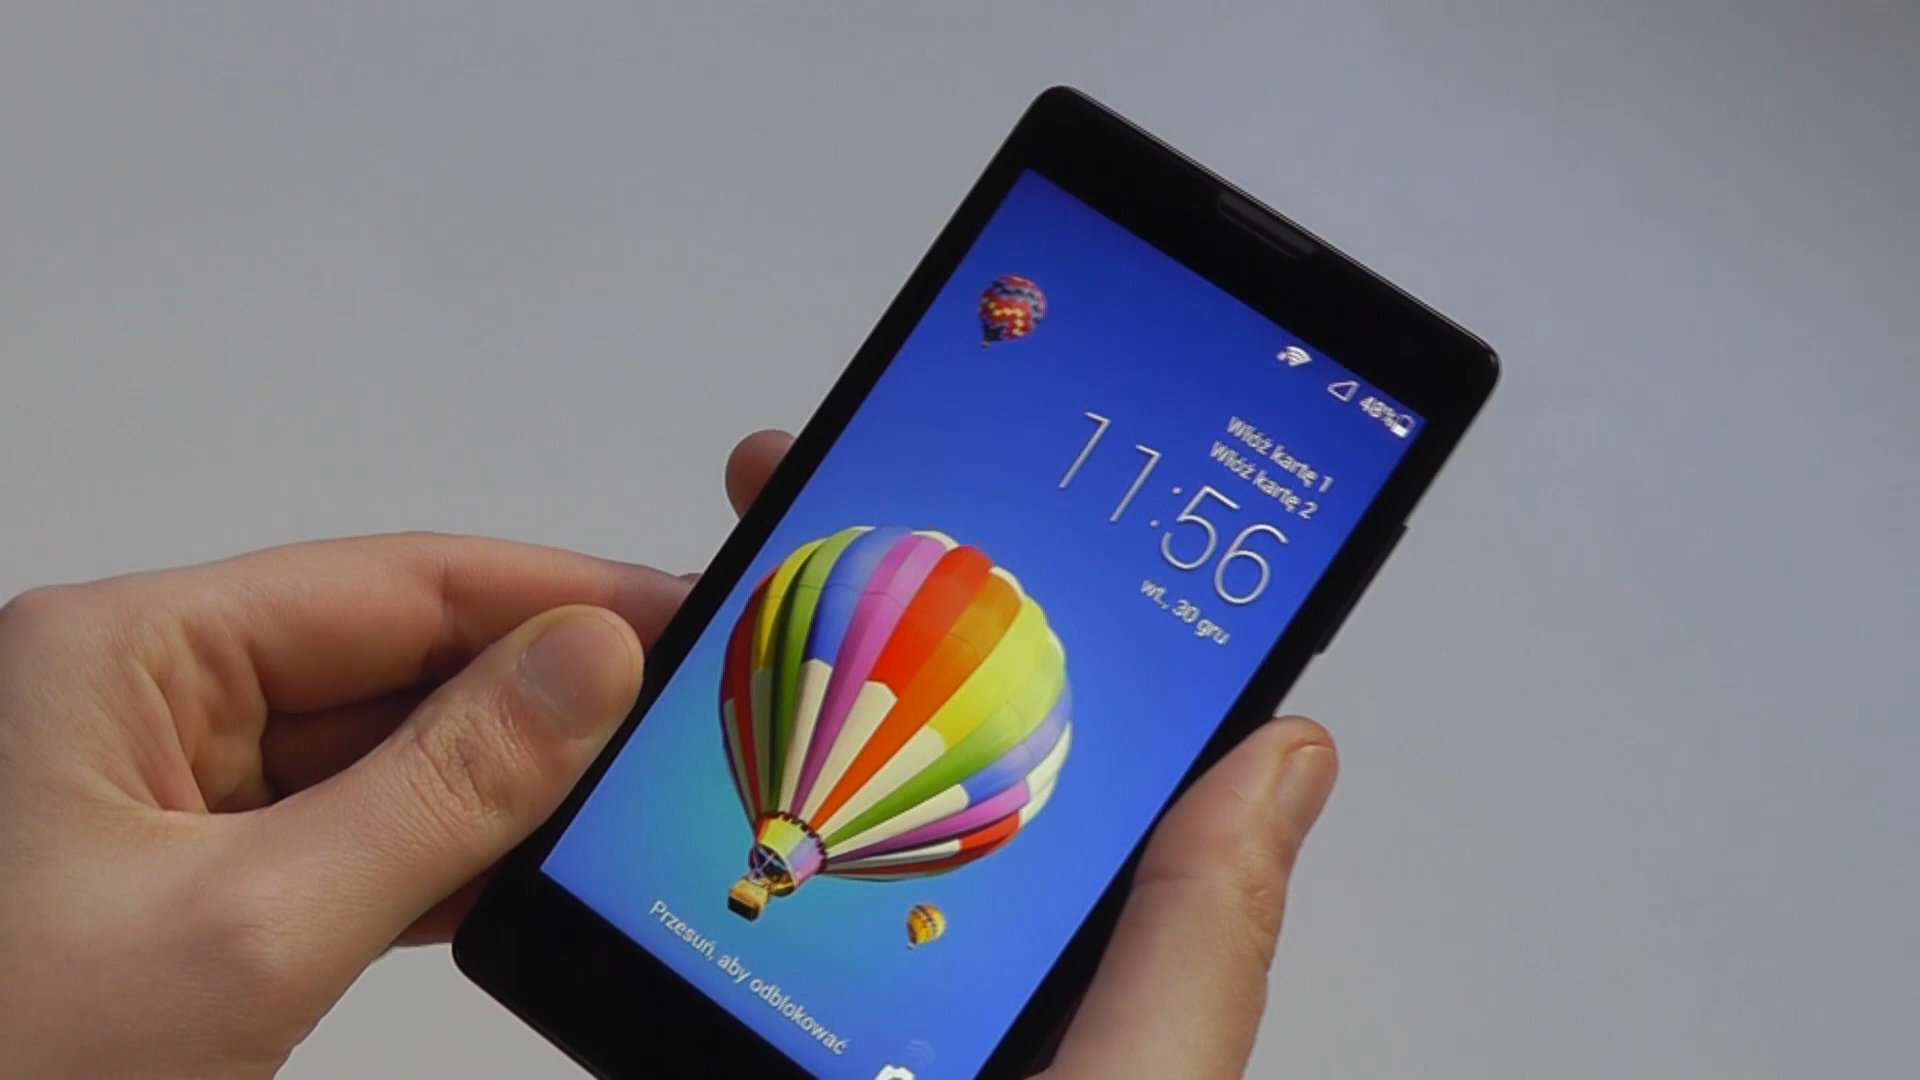 48%
Włóż kartę 1
Włóż kartę 2
11:56
wt., 30 gru
Przesuń, aby odblokować